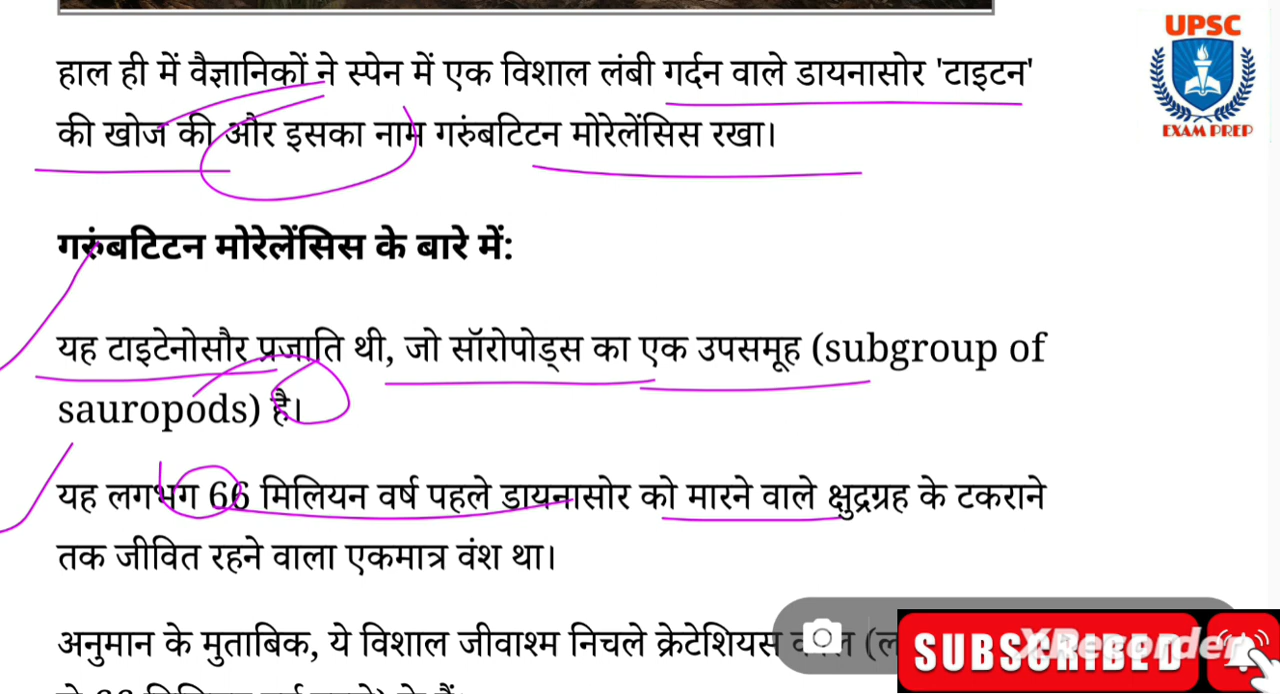 UPSC
EXAM PREP
हाल ही में वैज्ञानिकों ने स्पेन में एक विशाल लंबी गर्दन वाले डायनासोर 'टाइटन'
की खोज की और इसका नाम गरुंबटिटन मोरेलेंसिस रखा।
गरुंबटिटन मोरेलेंसिस के बारे में:
यह टाइटेनोसौर प्रजाति थी, जो सॉरोपोड्स का एक उपसमूह (subgroup of
sauropods) है।
यह लगभग 66 मिलियन वर्ष पहले डायनासोर को मारने वाले क्षुद्रग्रह के टकराने
तक जीवित रहने वाला एकमात्र वंश था।
अनुमान के मुताबिक, ये विशाल जीवाश्म निचले क्रेटेशियस
SUBSCRIBED
XRecorder